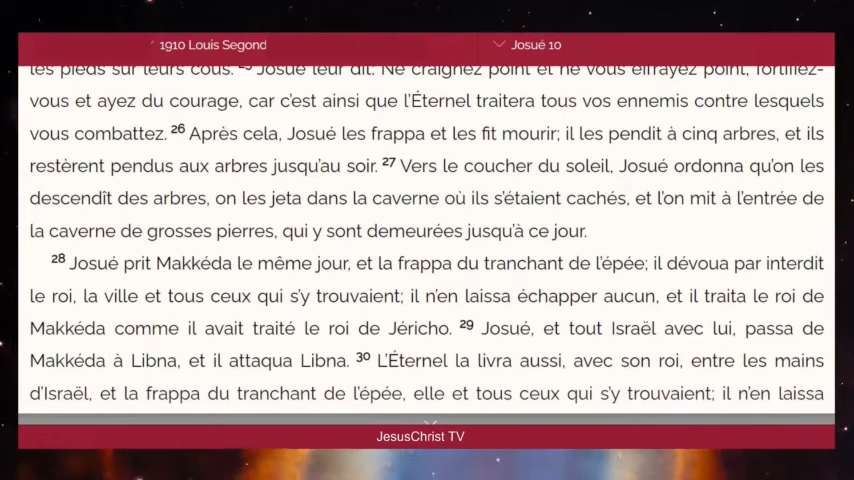 1910 Louis Segond
Josué 10
les pieds sur leurs cous. 25 Josué leur dit: Ne craignez point et ne vous effrayez point, fortifiez-
vous et ayez du courage, car c'est ainsi que l'Éternel traitera tous vos ennemis contre lesquels
vous combattez. 26 Après cela, Josué les frappa et les fit mourir; il les pendit à cinq arbres, et ils
restèrent pendus aux arbres jusqu'au soir. 27 Vers le coucher du soleil, Josué ordonna qu'on les
descendît des arbres, on les jeta dans la caverne où ils s'étaient cachés, et l'on mit à l'entrée de
la caverne de grosses pierres, qui y sont demeurées jusqu'à ce jour.
28 Josué prit Makkéda le même jour, et la frappa du tranchant de l'épée; il dévoua par interdit
le roi, la ville et tous ceux qui s'y trouvaient; il n'en laissa échapper aucun, et il traita le roi de
Makkéda comme il avait traité le roi de Jéricho. 29 Josué, et tout Israël avec lui, passa de
Makkéda à Libna, et il attaqua Libna. 30 L'Éternel la livra aussi, avec son roi, entre les mains
d'Israël, et la frappa du tranchant de l'épée, elle et tous ceux qui s'y trouvaient; il n'en laissa
JesusChrist TV